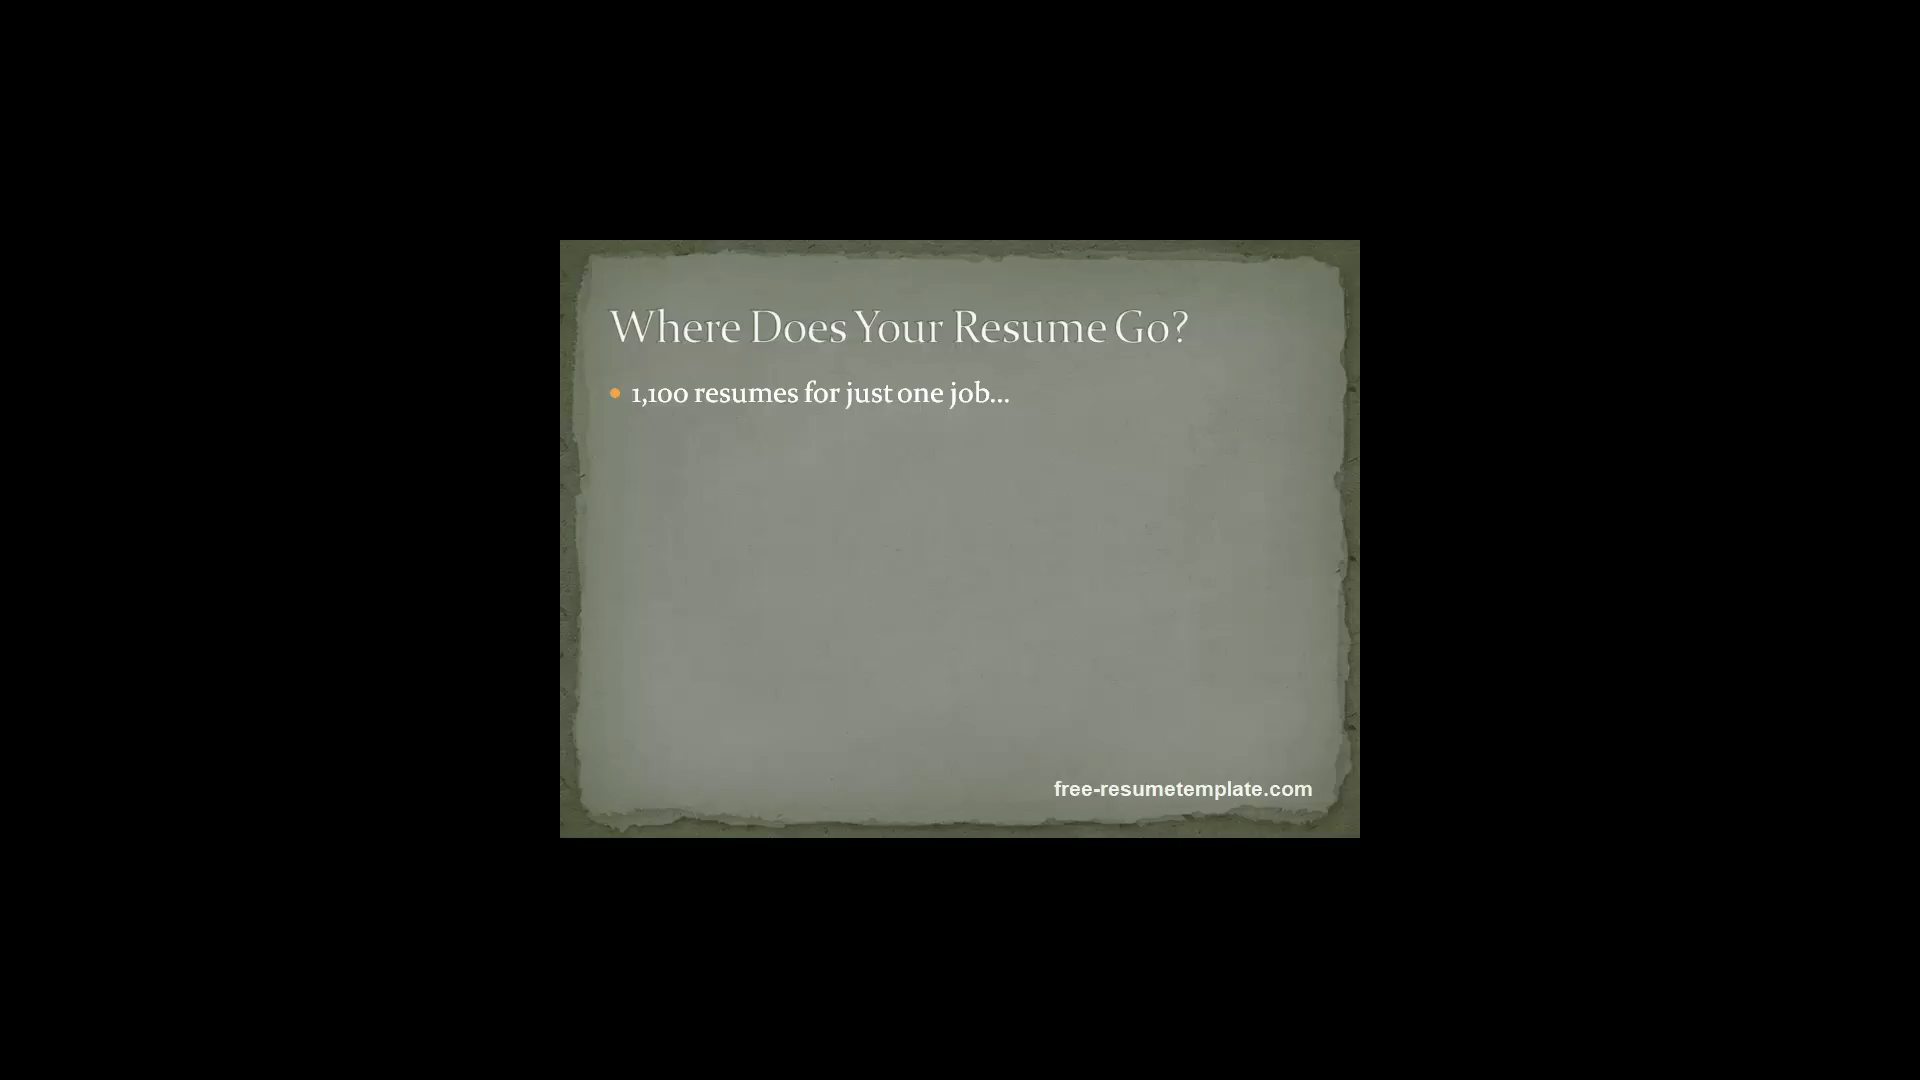 Where Does Your Resume Go?
1,100 resumes for just one job...
free-resumetemplate.com